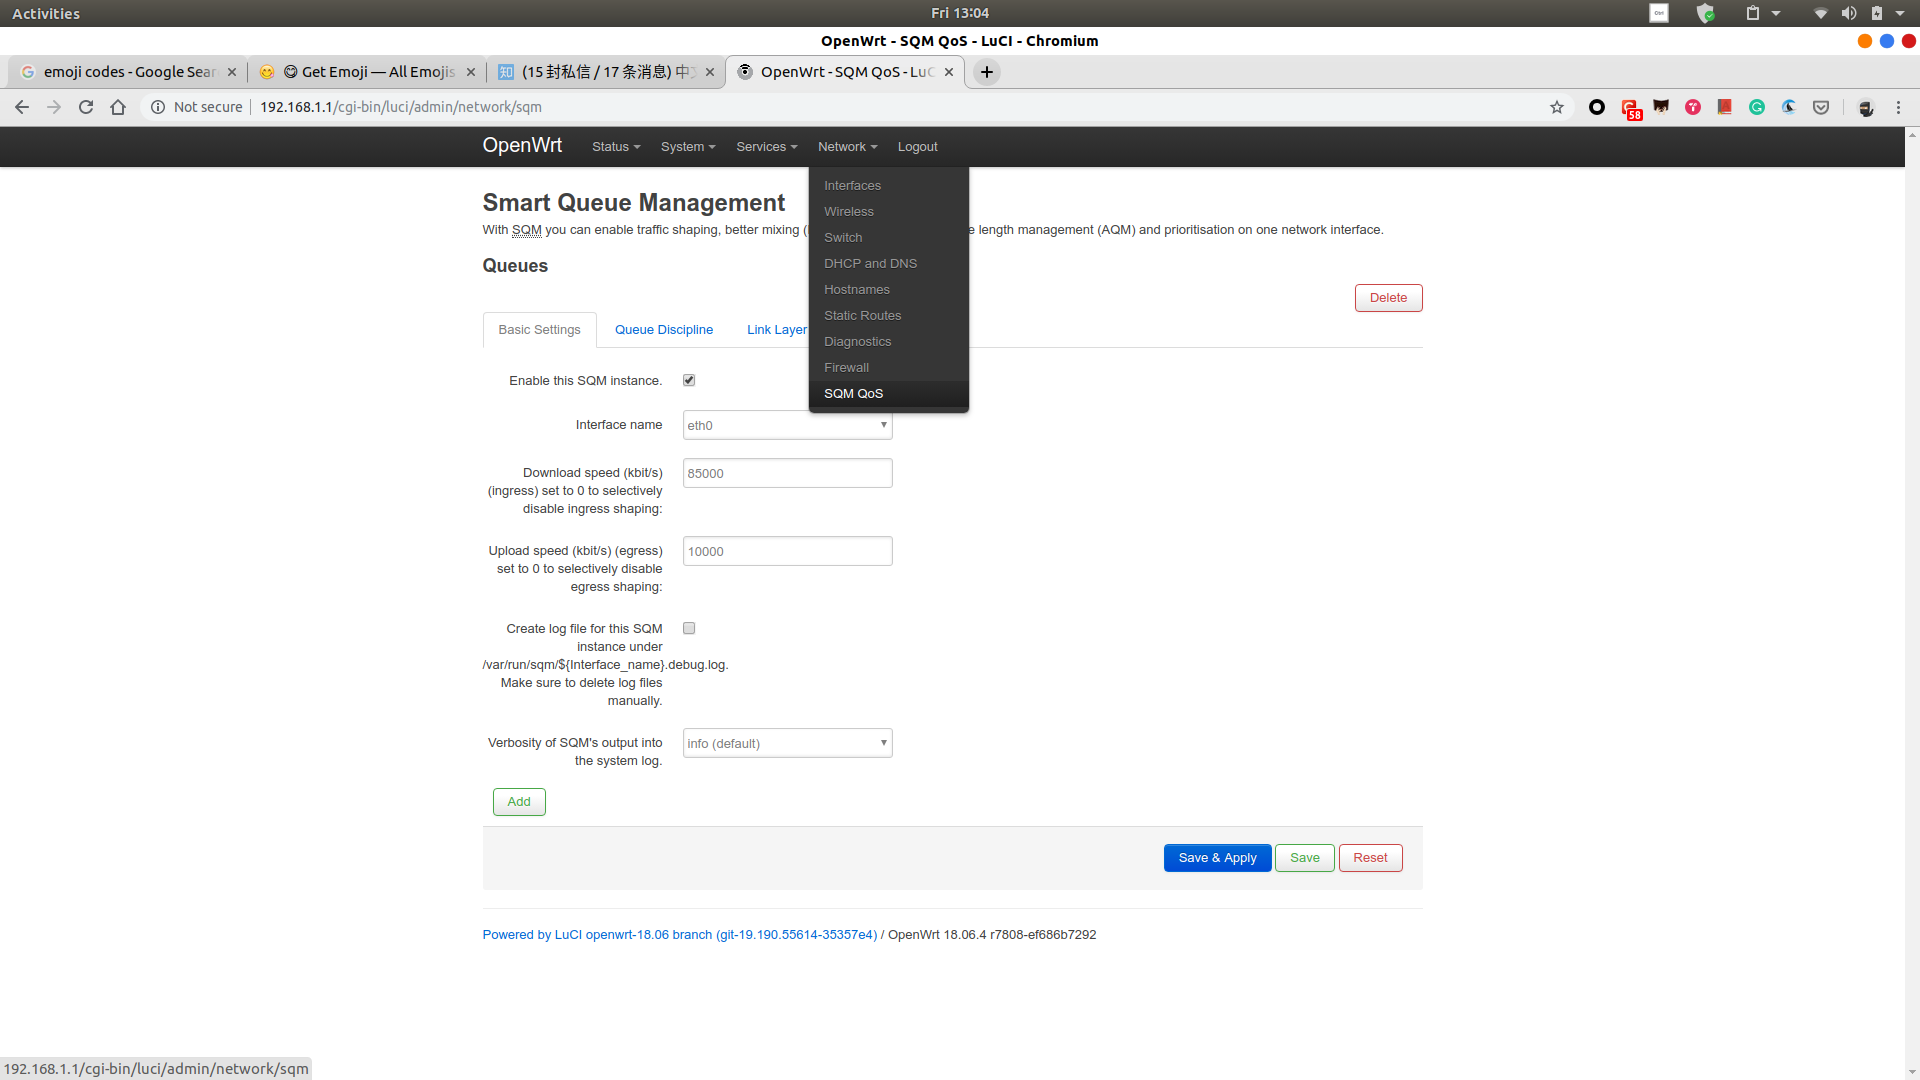 Activities
Fri 13:04
OpenWrt - SQM QoS - LuCI - Chromium
emoji codes - Google Sear
😋 Get Emoji — All Emojis
(15 封私信 / 17 条消息) 中
OpenWrt - SQM QoS - LuC
Not secure
192.168.1.1/cgi-bin/luci/admin/network/sqm
58
OpenWrt
Status
System
Services
Network
Logout
Interfaces
Wireless
Switch
DHCP and DNS
Hostnames
Static Routes
Diagnostics
Firewall
SQM QoS
Smart Queue Management
With SQM you can enable traffic shaping, better mixing ( e length management (AQM) and prioritisation on one network interface.
Queues
Delete
Basic Settings
Queue Discipline
Link Layer
Enable this SQM instance.
Interface name
eth0
Download speed (kbit/s)
(ingress) set to 0 to selectively
disable ingress shaping:
85000
Upload speed (kbit/s) (egress)
set to 0 to selectively disable
egress shaping:
10000
Create log file for this SQM
instance under
/var/run/sqm/${Interface_name}.debug.log.
Make sure to delete log files
manually.
Verbosity of SQM's output into
the system log.
info (default)
Add
Save & Apply
Save
Reset
Powered by LuCI openwrt-18.06 branch (git-19.190.55614-35357e4) / OpenWrt 18.06.4 r7808-ef686b7292
192.168.1.1/cgi-bin/luci/admin/network/sqm